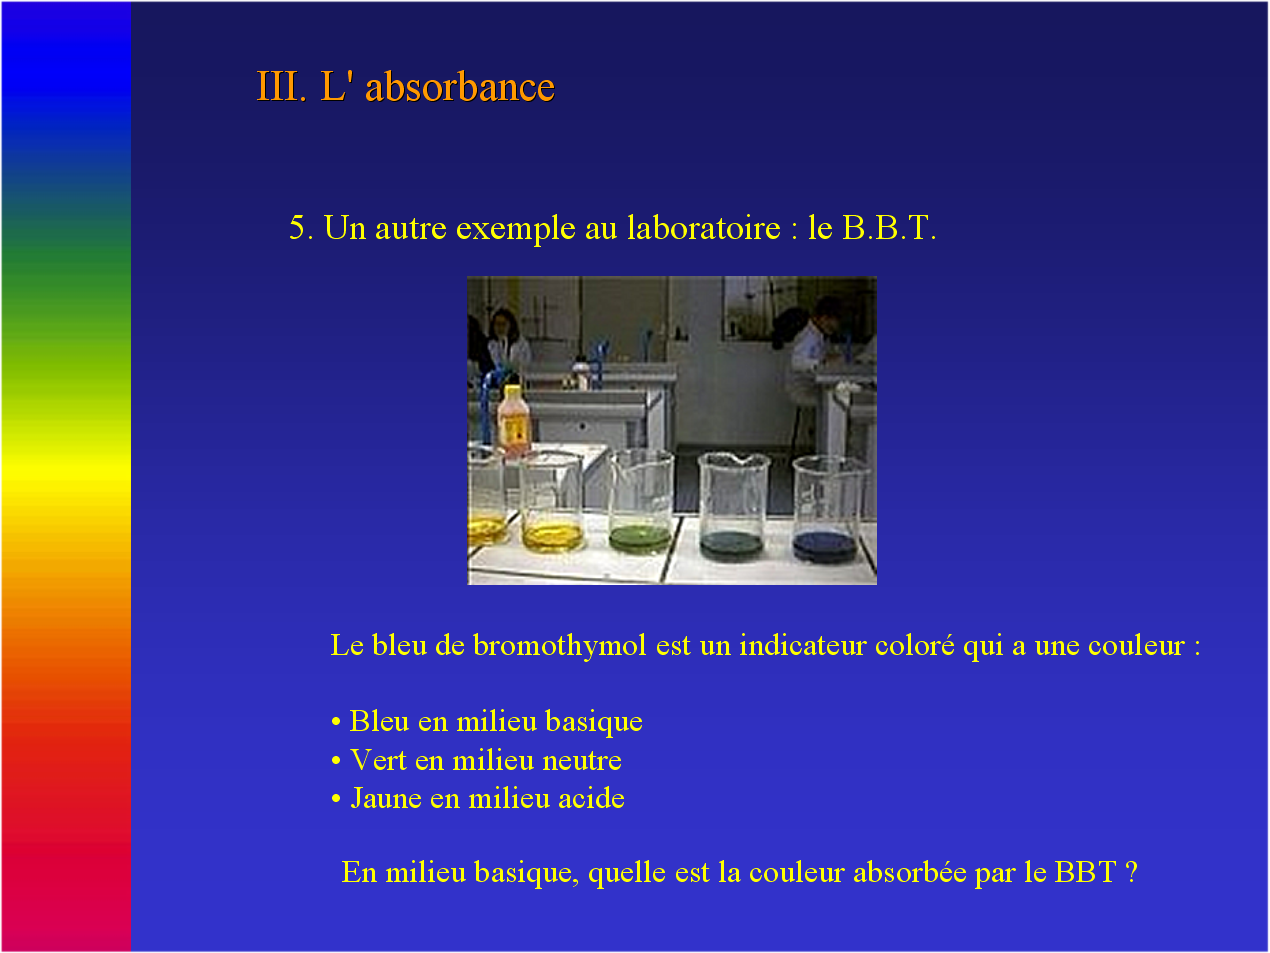 III. L' absorbance
5. Un autre exemple au laboratoire : le B.B.T.
Le bleu de bromothymol est un indicateur coloré qui a une couleur :
• Bleu en milieu basique
• Vert en milieu neutre
• Jaune en milieu acide
En milieu basique, quelle est la couleur absorbée par le BBT ?